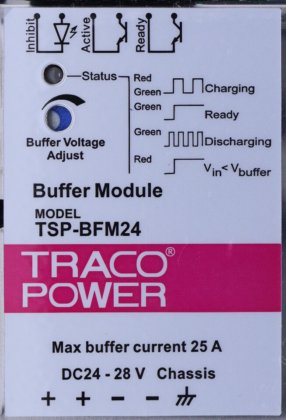 Inhibit
Active
Ready
Status
Red
Green
Charging
Green
Ready
Green
Discharging
Red
Vin< Vbuffer
Buffer Voltage
Adjust
Buffer Module
MODEL
TSP-BFM24
TRACO®
POWER
Max buffer current 25 A
DC24 - 28 V Chassis
+ + - -